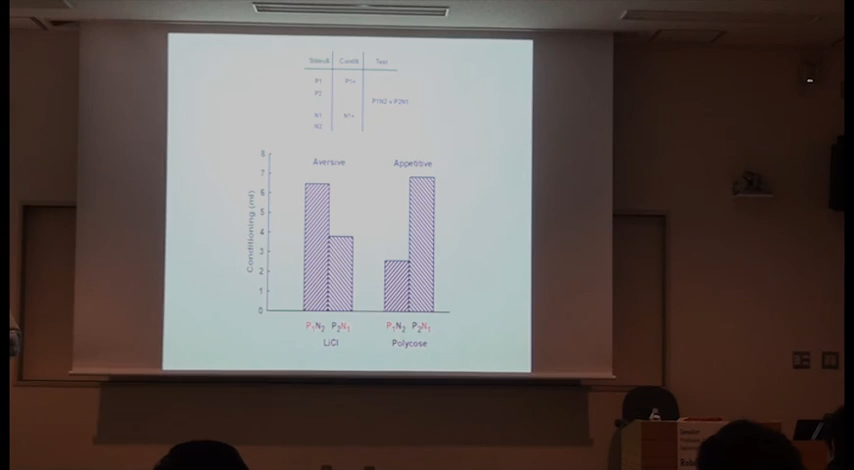 Stimuli Condit Test
P1 P1+
P2
P1N2 v P2N1
N1 N1+
N2
Aversive Appetitive
Conditioning (ml)
8
7
6
5
4
3
2
1
0
P1N2 P2N1 P1N2 P2N1
LiCl Polycose